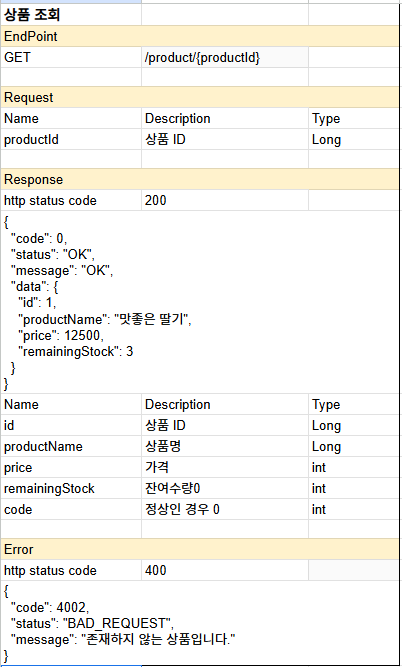 상품 조회
EndPoint
GET /product/{productId}
Request
Name Description Type
productId 상품 ID Long
Response
http status code 200
{
"code": 0,
"status": "OK",
"message": "OK",
"data": {
"id": 1,
"productName": "맛좋은 딸기",
"price": 12500,
"remainingStock": 3
}
}
Name Description Type
id 상품 ID Long
productName 상품명 Long
price 가격 int
remainingStock 잔여수량0 int
code 정상인 경우 0 int
Error
http status code 400
{
"code": 4002,
"status": "BAD_REQUEST",
"message": "존재하지 않는 상품입니다."
}